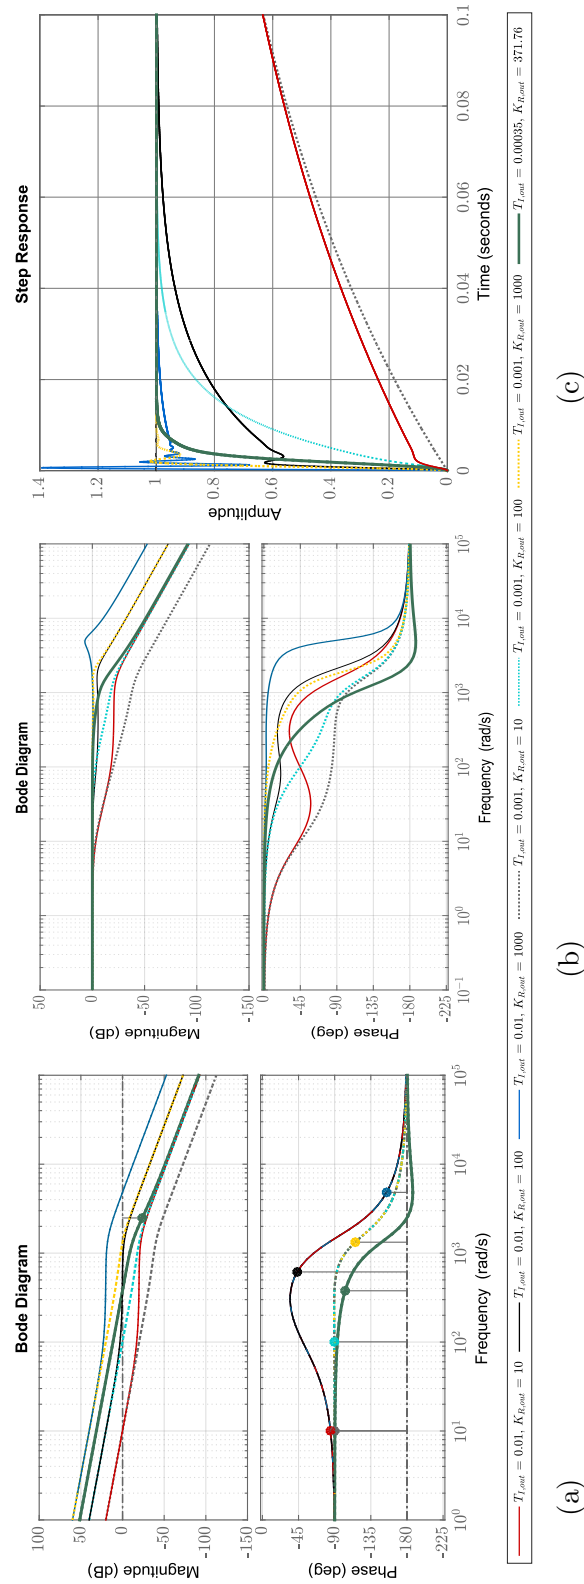 Bode Diagram
Magnitude (dB)
100
50
0
-50
-100
-150
Phase (deg)
0
-45
-90
-135
-180
-225
10^0
10^1
10^2
10^3
10^4
10^5
Frequency (rad/s)
(a)
Bode Diagram
Magnitude (dB)
50
0
-50
-100
-150
Phase (deg)
0
-45
-90
-135
-180
-225
10^-1
10^0
10^1
10^2
10^3
10^4
10^5
Frequency (rad/s)
(b)
Step Response
Amplitude
1.4
1.2
1
0.8
0.6
0.4
0.2
0
0
0.02
0.04
0.06
0.08
0.1
Time (seconds)
(c)
T_{I,out} = 0.01, K_{R,out} = 10
T_{I,out} = 0.01, K_{R,out} = 100
T_{I,out} = 0.01, K_{R,out} = 1000
T_{I,out} = 0.001, K_{R,out} = 10
T_{I,out} = 0.001, K_{R,out} = 100
T_{I,out} = 0.001, K_{R,out} = 1000
T_{I,out} = 0.00035, K_{R,out} = 371.76